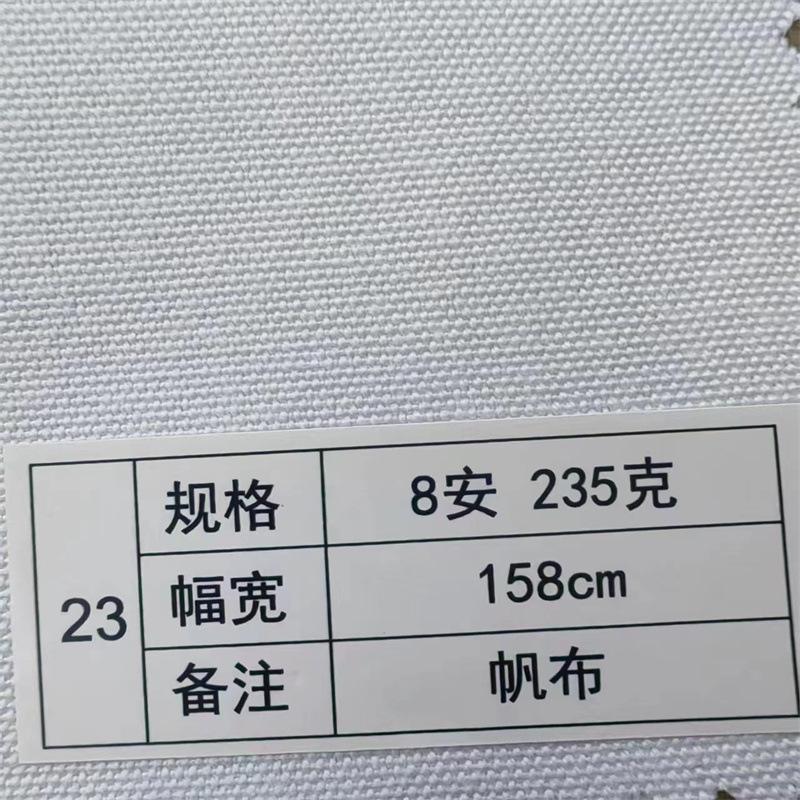 23
规格 8安 235克
幅宽 158cm
备注 帆布